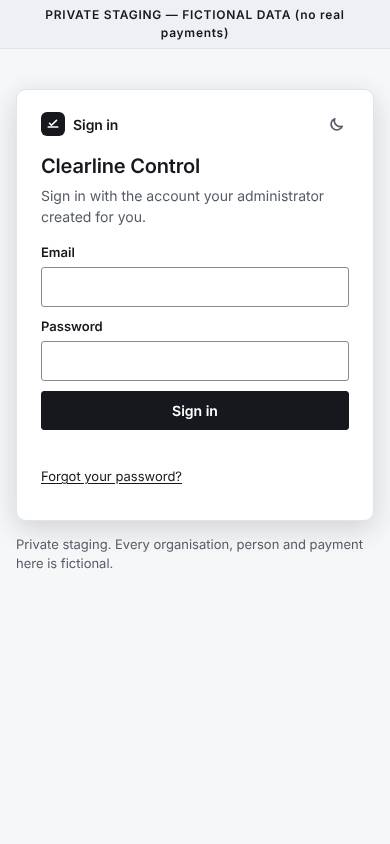 PRIVATE STAGING — FICTIONAL DATA (no real
payments)
Sign in
Clearline Control
Sign in with the account your administrator
created for you.
Email
Password
Sign in
Forgot your password?
Private staging. Every organisation, person and payment
here is fictional.